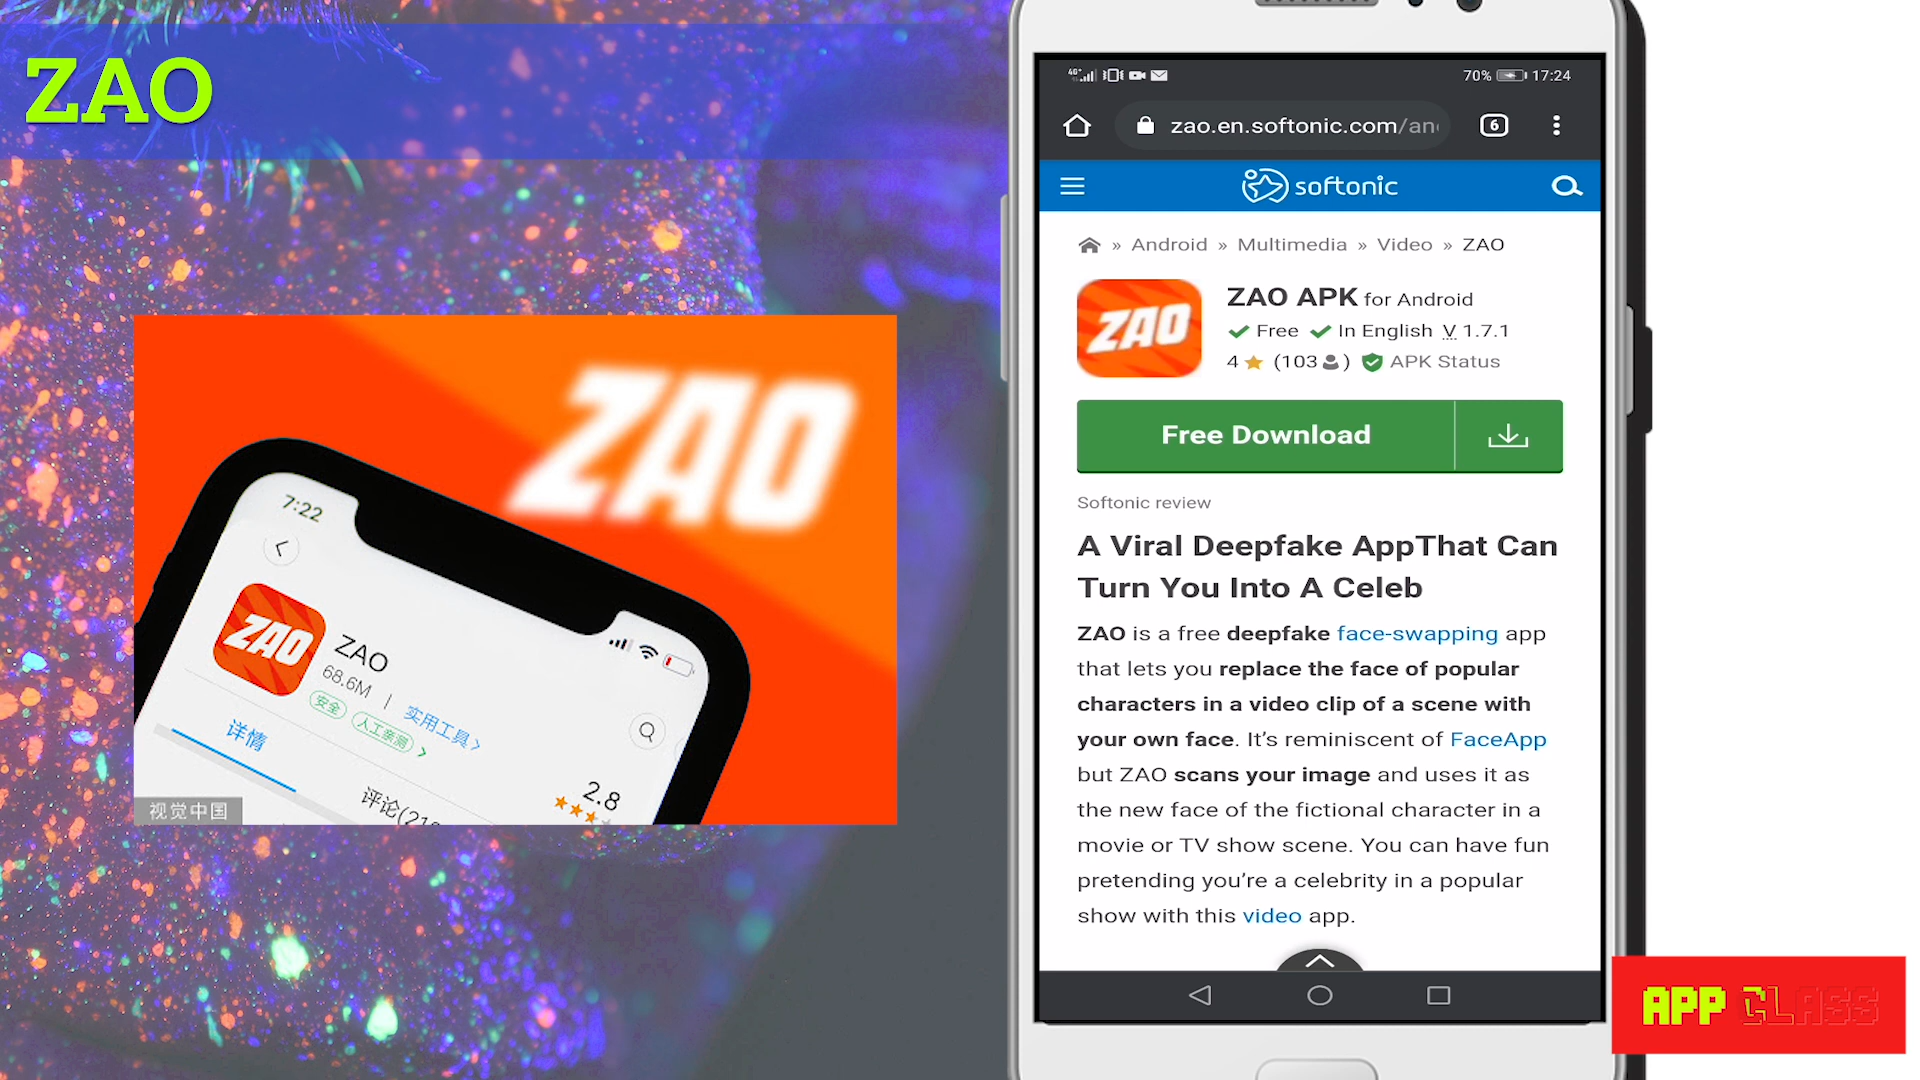 ZAO
ZAO
7:22
ZAO
ZAO
68.6M | 实用工具
安全 人工亲测
详情
评论(21
2.8
视觉中国
4G 70% 17:24
zao.en.softonic.com/an
6
softonic
» Android » Multimedia » Video » ZAO
ZAO
ZAO APK for Android
Free In English V 1.7.1
4 (103) APK Status
Free Download
Softonic review
A Viral Deepfake AppThat Can
Turn You Into A Celeb
ZAO is a free deepfake face-swapping app
that lets you replace the face of popular
characters in a video clip of a scene with
your own face. It’s reminiscent of FaceApp
but ZAO scans your image and uses it as
the new face of the fictional character in a
movie or TV show scene. You can have fun
pretending you’re a celebrity in a popular
show with this video app.
APP CLASS